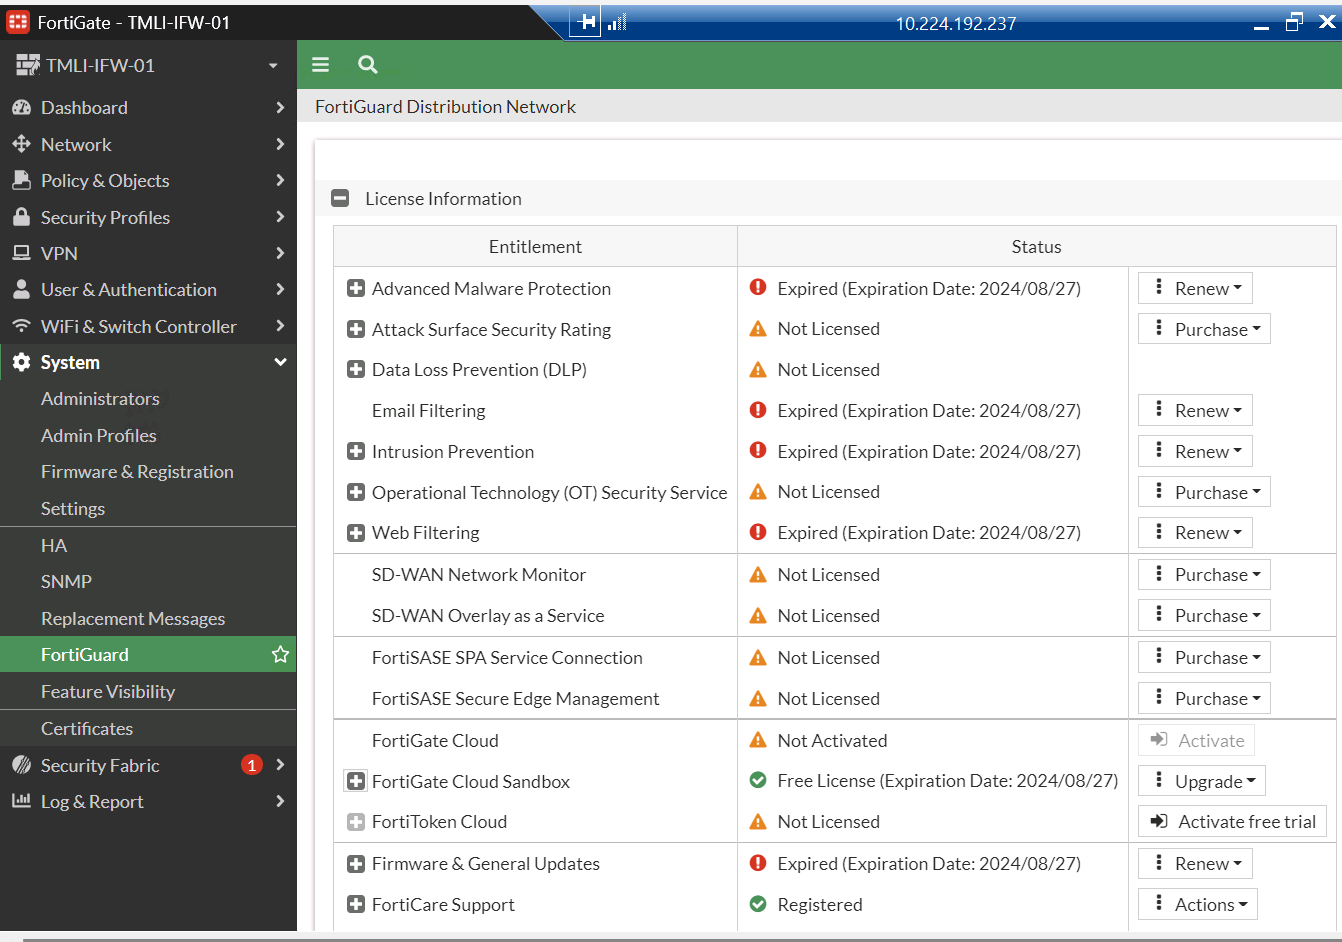 FortiGate - TMLI-IFW-01
10.224.192.237
TMLI-IFW-01
Dashboard
Network
Policy & Objects
Security Profiles
VPN
User & Authentication
WiFi & Switch Controller
System
Administrators
Admin Profiles
Firmware & Registration
Settings
HA
SNMP
Replacement Messages
FortiGuard
Feature Visibility
Certificates
Security Fabric 1
Log & Report
FortiGuard Distribution Network
License Information
Entitlement Status
Advanced Malware Protection Expired (Expiration Date: 2024/08/27) Renew
Attack Surface Security Rating Not Licensed Purchase
Data Loss Prevention (DLP) Not Licensed
Email Filtering Expired (Expiration Date: 2024/08/27) Renew
Intrusion Prevention Expired (Expiration Date: 2024/08/27) Renew
Operational Technology (OT) Security Service Not Licensed Purchase
Web Filtering Expired (Expiration Date: 2024/08/27) Renew
SD-WAN Network Monitor Not Licensed Purchase
SD-WAN Overlay as a Service Not Licensed Purchase
FortiSASE SPA Service Connection Not Licensed Purchase
FortiSASE Secure Edge Management Not Licensed Purchase
FortiGate Cloud Not Activated Activate
FortiGate Cloud Sandbox Free License (Expiration Date: 2024/08/27) Upgrade
FortiToken Cloud Not Licensed Activate free trial
Firmware & General Updates Expired (Expiration Date: 2024/08/27) Renew
FortiCare Support Registered Actions